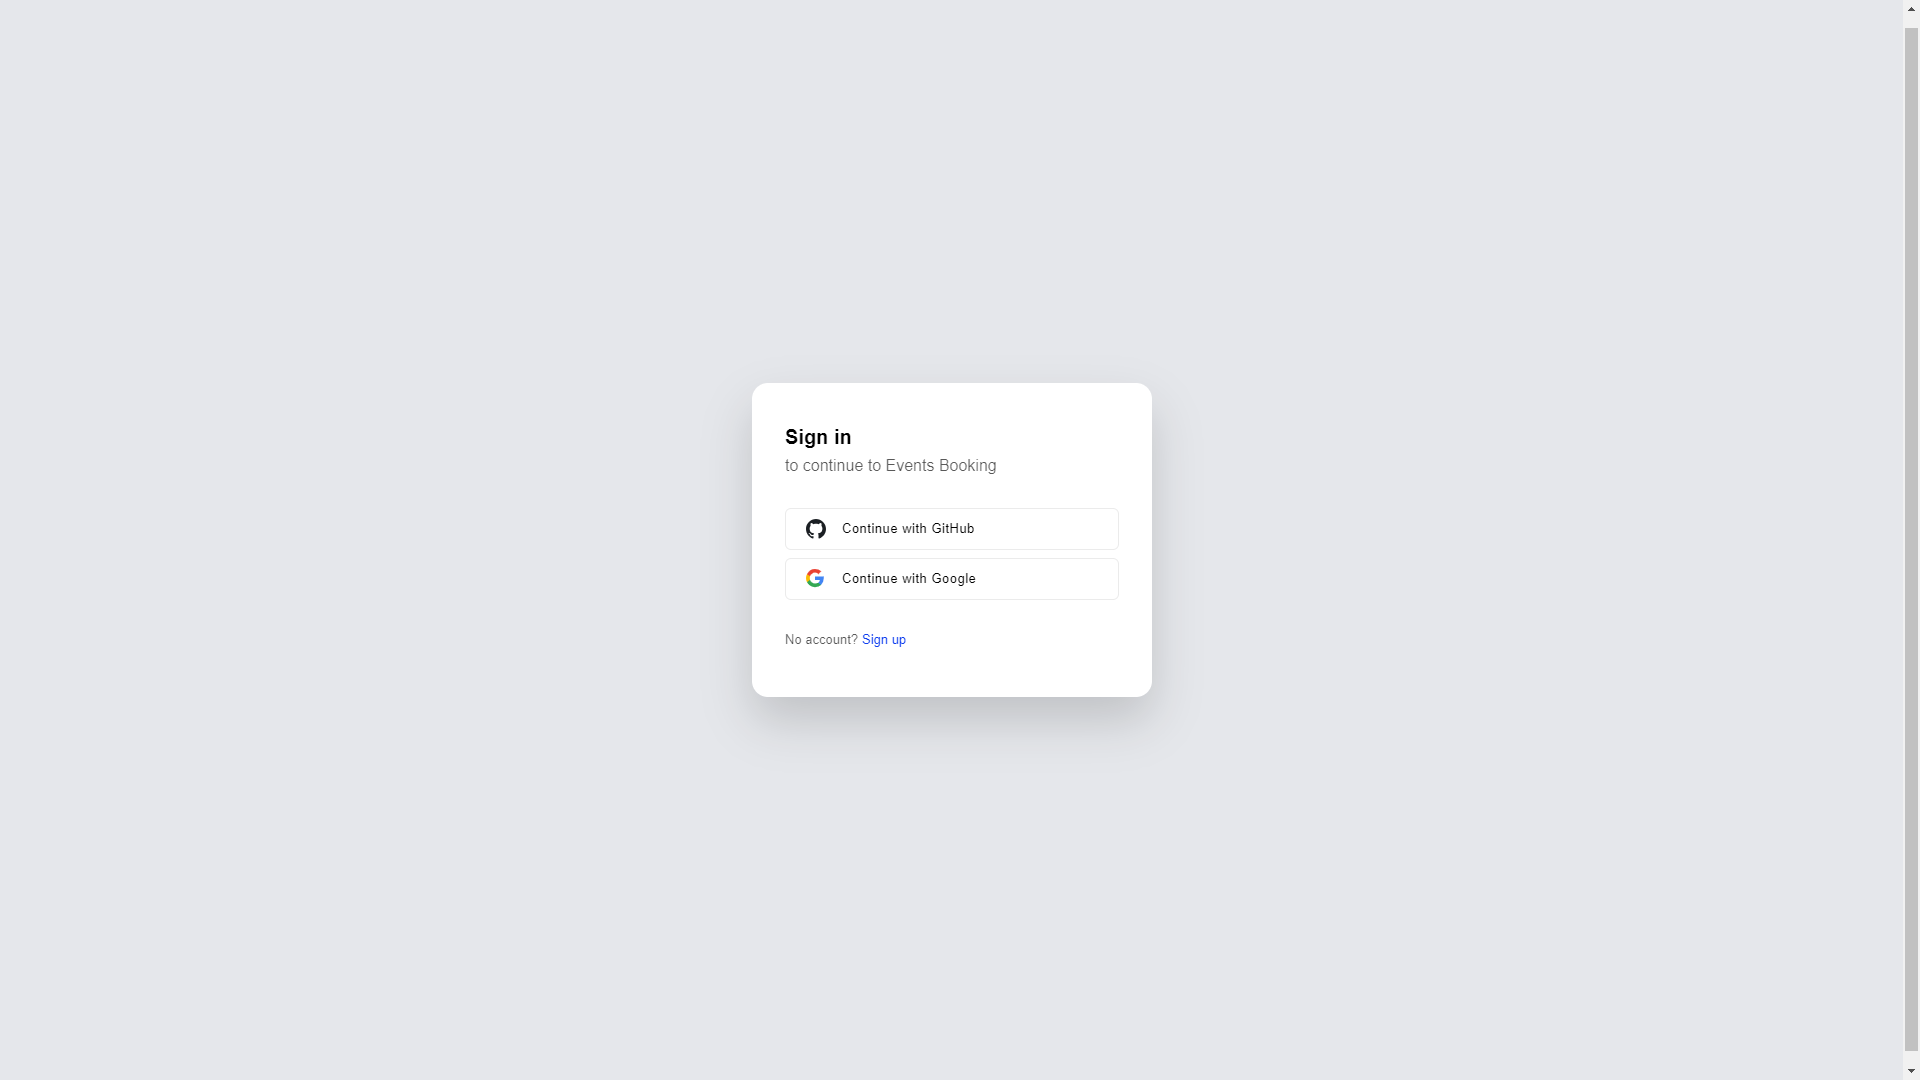 Sign in
to continue to Events Booking
Continue with GitHub
Continue with Google
No account? Sign up